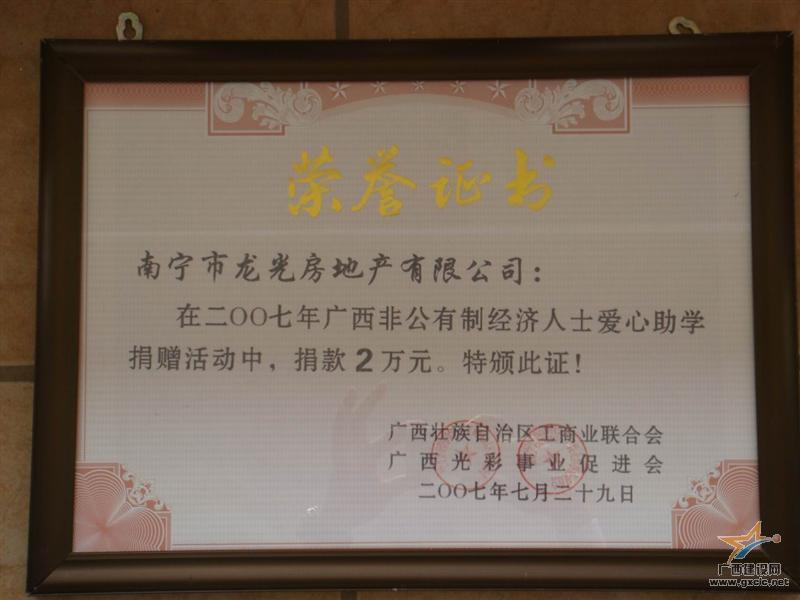 荣誉证书
南宁市龙光房地产有限公司：
在二〇〇七年广西非公有制经济人士爱心助学
捐赠活动中，捐款2万元。特颁此证！
广西壮族自治区工商业联合会
广西光彩事业促进会
二〇〇七年七月二十九日
广西建设网
www.gxcic.net